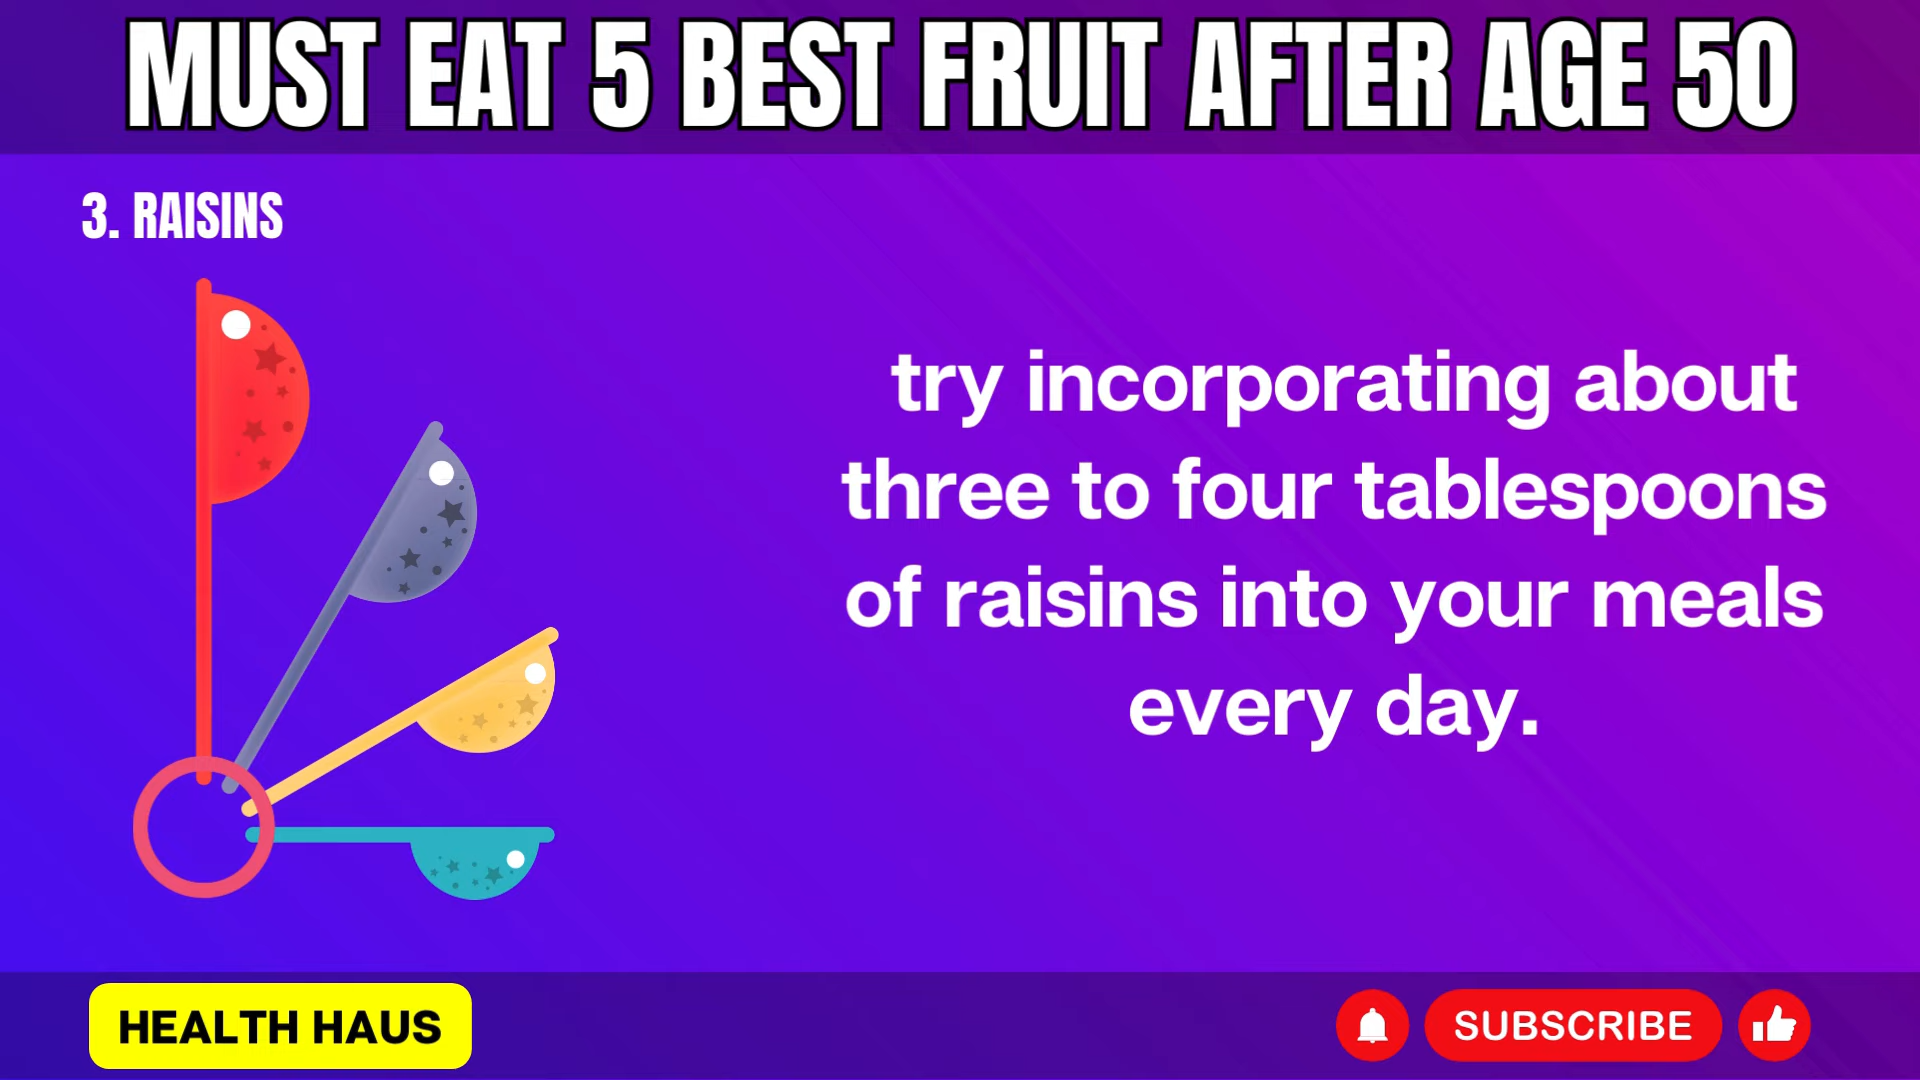 MUST EAT 5 BEST FRUIT AFTER AGE 50
3. RAISINS
try incorporating about
three to four tablespoons
of raisins into your meals
every day.
HEALTH HAUS
SUBSCRIBE